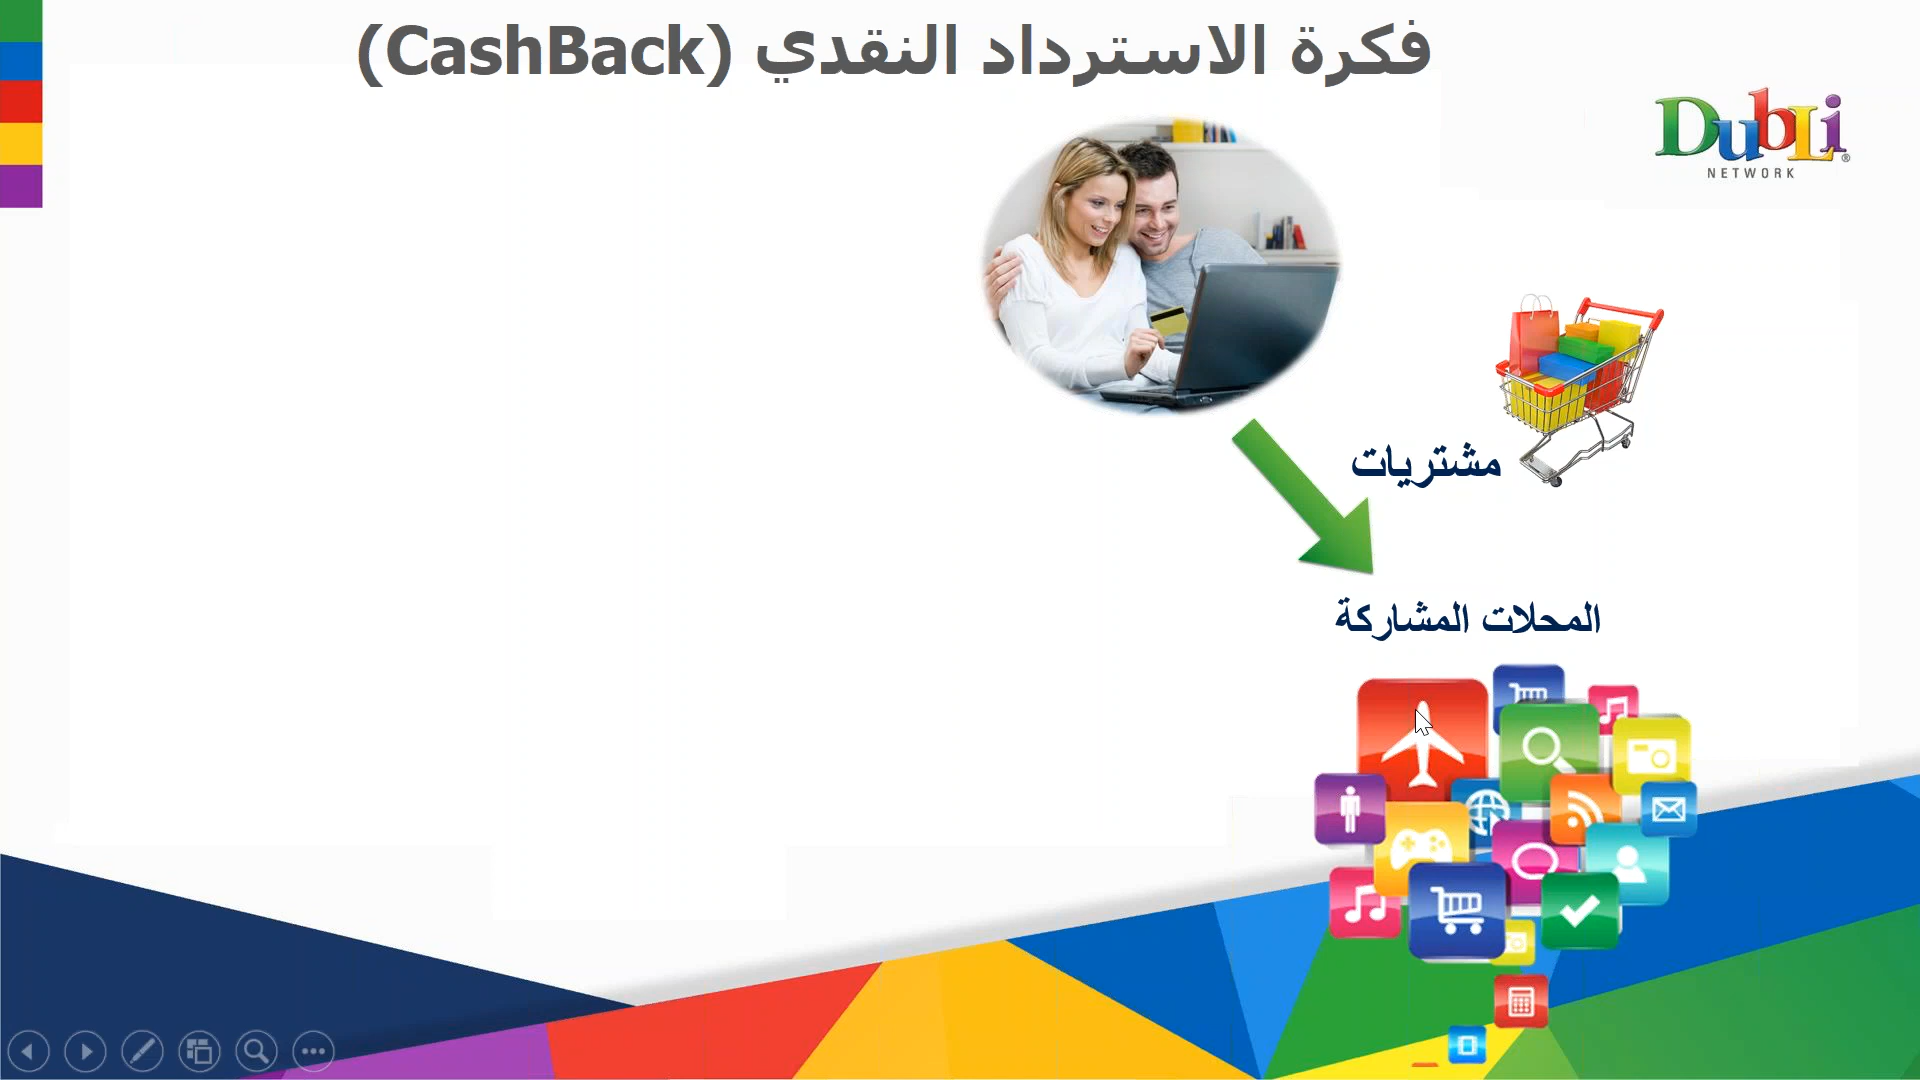 فكرة الاسترداد النقدي (CashBack)
DubLi®
NETWORK
مشتريات
المحلات المشاركة